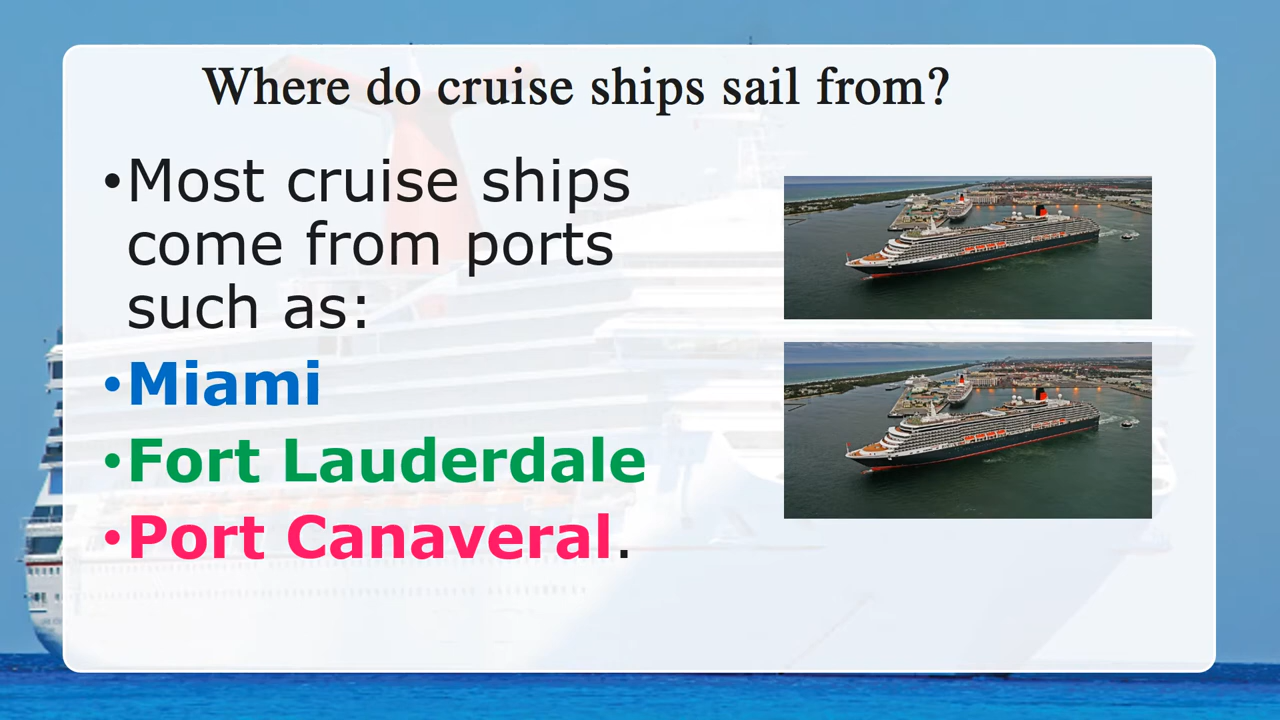 Where do cruise ships sail from?
•Most cruise ships
come from ports
such as:
•Miami
•Fort Lauderdale
•Port Canaveral.